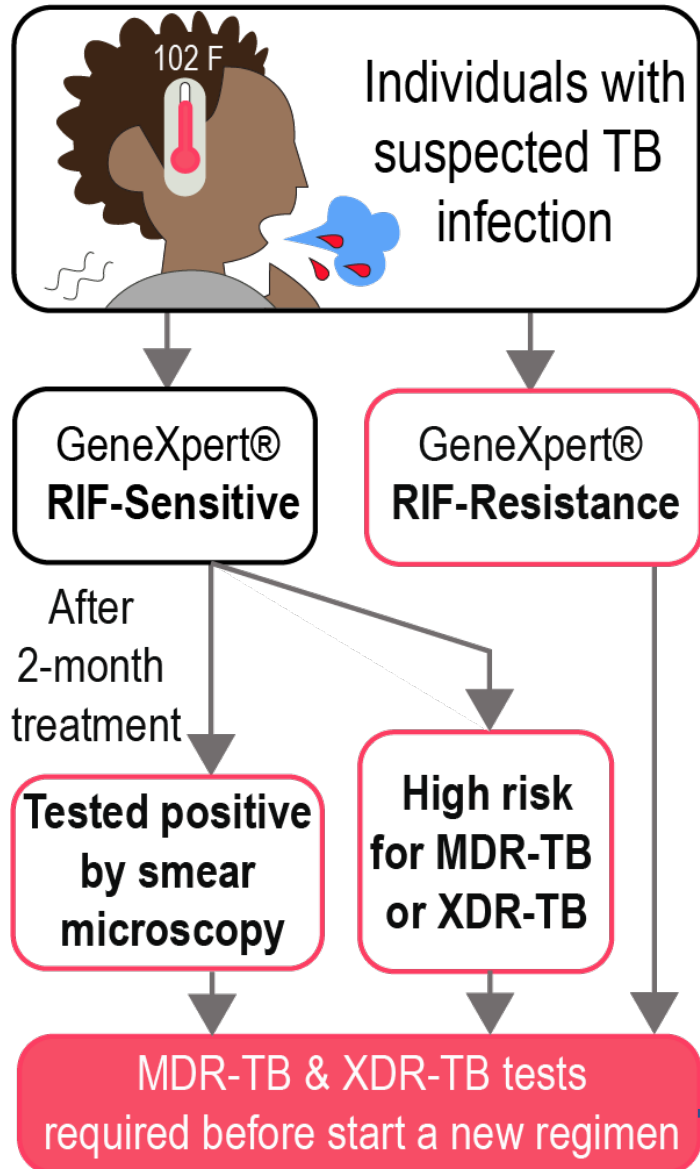 102 F
Individuals with
suspected TB
infection
GeneXpert®
RIF-Sensitive
GeneXpert®
RIF-Resistance
After
2-month
treatment
Tested positive
by smear
microscopy
High risk
for MDR-TB
or XDR-TB
MDR-TB & XDR-TB tests
required before start a new regimen